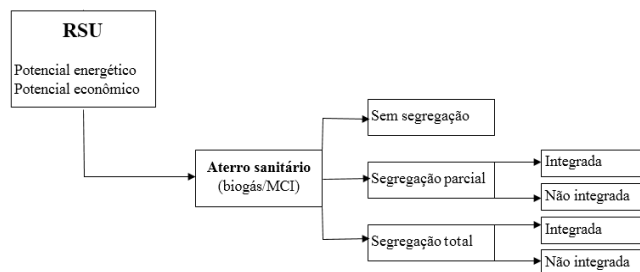 RSU
Potencial energético
Potencial econômico
Aterro sanitário
(biogás/MCI)
Sem segregação
Segregação parcial
Integrada
Não integrada
Segregação total
Integrada
Não integrada